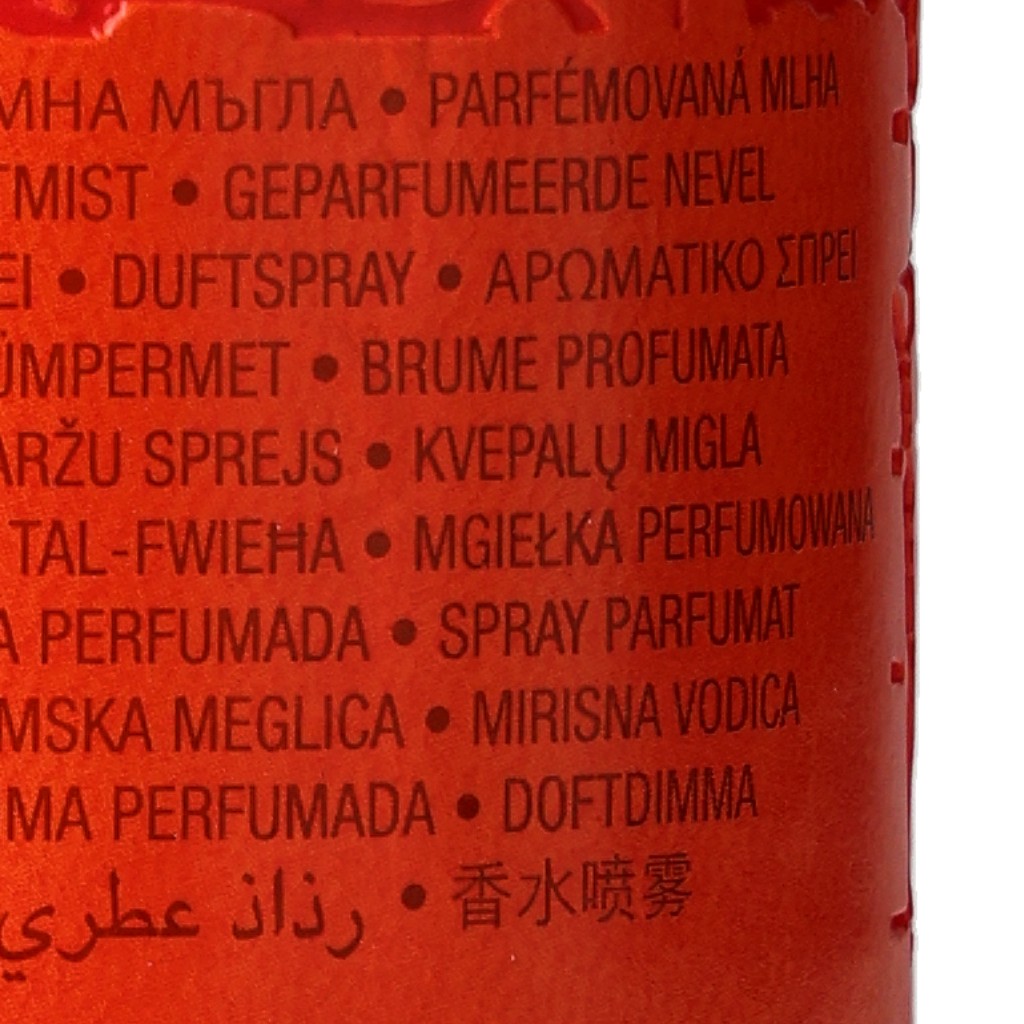 МНА МЪГЛА • PARFÉMOVANÁ MLHA
TMIST • GEPARFUMEERDE NEVEL
EI • DUFTSPRAY • ΑΡΩΜΑΤΙΚΟ ΣΠΡΕΙ
ÜMPERMET • BRUME PROFUMATA
ARŽU SPREJS • KVEPALŲ MIGLA
TAL-FWIEĦA • MGIEŁKA PERFUMOWANA
A PERFUMADA • SPRAY PARFUMAT
MSKA MEGLICA • MIRISNA VODICA
MA PERFUMADA • DOFTDIMMA
رذاذ عطري • 香水喷雾